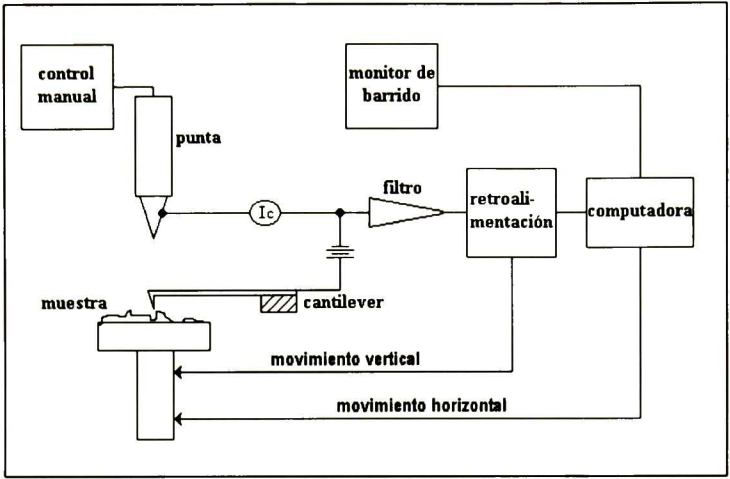 control
manual
monitor de
barrido
punta
filtro
Ic
retroali-
mentación
computadora
muestra
cantilever
movimiento vertical
movimiento horizontal